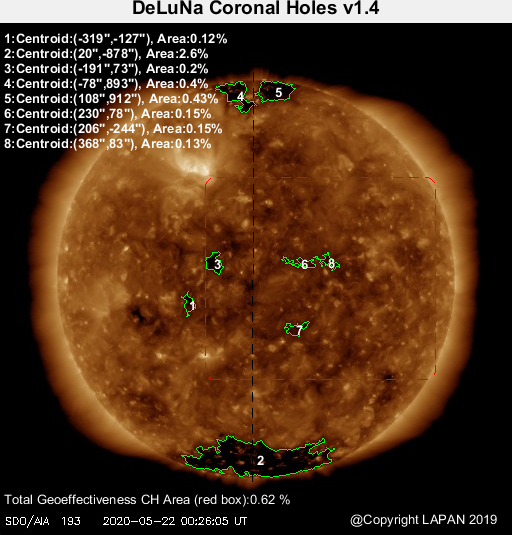 DeLuNa Coronal Holes v1.4
1:Centroid:(-319",-127"), Area:0.12%
2:Centroid:(20",-878"), Area:2.6%
3:Centroid:(-191",73"), Area:0.2%
4:Centroid:(-78",893"), Area:0.4%
5:Centroid:(108",912"), Area:0.43%
6:Centroid:(230",78"), Area:0.15%
7:Centroid:(206",-244"), Area:0.15%
8:Centroid:(368",83"), Area:0.13%
4
5
3
6
8
1
7
2
Total Geoeffectiveness CH Area (red box):0.62 %
SDO/AIA 193 2020-05-22 00:26:05 UT
@Copyright LAPAN 2019